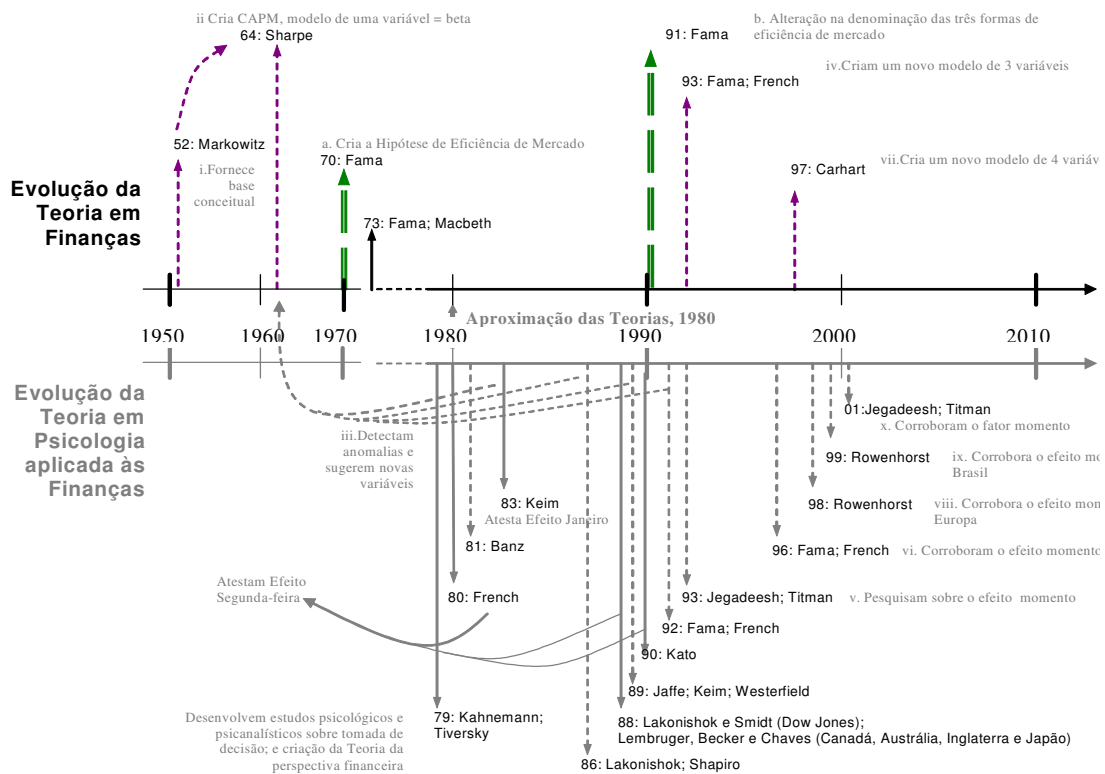 ii Cria CAPM, modelo de uma variável = beta
64: Sharpe
b. Alteração na denominação das três formas de
eficiência de mercado
91: Fama
iv.Criam um novo modelo de 3 variáveis
93: Fama; French
52: Markowitz
i.Fornece
base
conceitual
a. Cria a Hipótese de Eficiência de Mercado
70: Fama
97: Carhart
vii.Cria um novo modelo de 4 variáv
Evolução da
Teoria em
Finanças
73: Fama; Macbeth
Aproximação das Teorias, 1980
1950
1960
1970
1980
1990
2000
2010
Evolução da
Teoria em
Psicologia
aplicada às
Finanças
iii.Detectam
anomalias e
sugerem novas
variáveis
01:Jegadeesh; Titman
x. Corroboram o fator momento
99: Rowenhorst
ix. Corrobora o efeito mo
Brasil
83: Keim
Atesta Efeito Janeiro
98: Rowenhorst
viii. Corrobora o efeito mon
Europa
81: Banz
96: Fama; French
vi. Corroboram o efeito momento
Atestam Efeito
Segunda-feira
80: French
93: Jegadeesh; Titman
v. Pesquisam sobre o efeito momento
92: Fama; French
90: Kato
89: Jaffe; Keim; Westerfield
Desenvolvem estudos psicológicos e
psicanalísticos sobre tomada de
decisão; e criação da Teoria da
perspectiva financeira
79: Kahnemann;
Tiversky
88: Lakonishok e Smidt (Dow Jones);
Lembruger, Becker e Chaves (Canadá, Austrália, Inglaterra e Japão)
86: Lakonishok; Shapiro